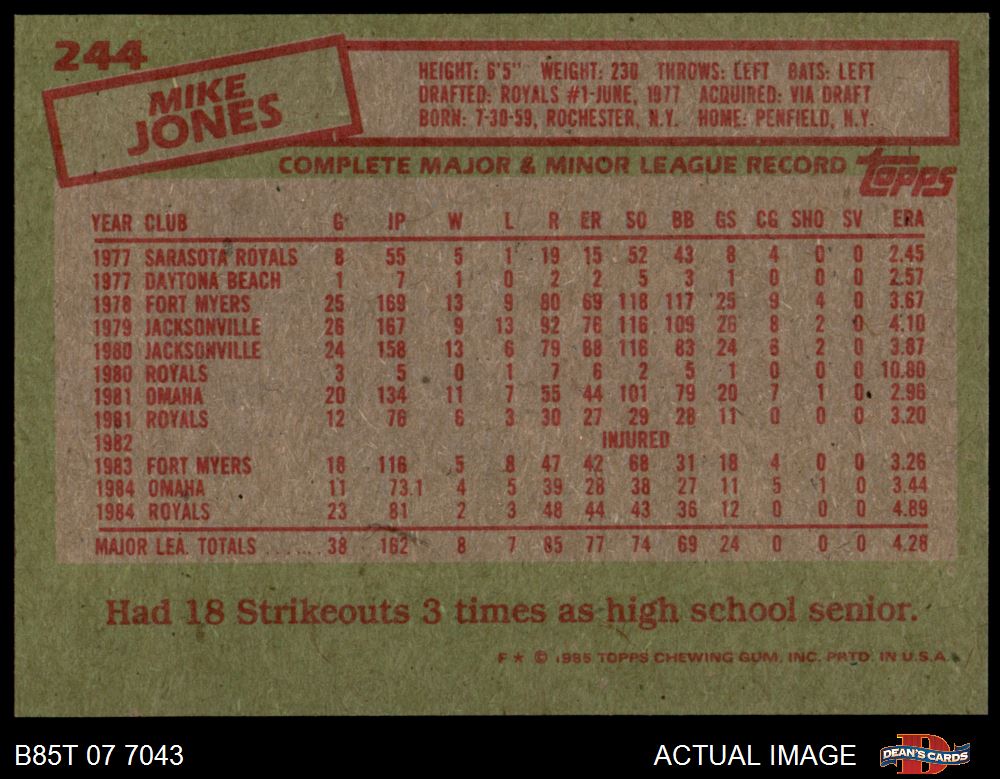 244
MIKE
JONES
HEIGHT: 6'5" WEIGHT: 230 THROWS: LEFT BATS: LEFT
DRAFTED: ROYALS #1-JUNE, 1977 ACQUIRED: VIA DRAFT
BORN: 7-30-59, ROCHESTER, N.Y. HOME: PENFIELD, N.Y.
COMPLETE MAJOR & MINOR LEAGUE RECORD topps
YEAR CLUB G IP W L R ER SO BB GS CG SHO SV ERA
1977 SARASOTA ROYALS 8 55 5 1 19 15 52 43 8 4 0 0 2.45
1977 DAYTONA BEACH 1 7 1 0 2 2 5 3 1 0 0 0 2.57
1978 FORT MYERS 25 169 13 9 80 69 118 117 25 9 4 0 3.67
1979 JACKSONVILLE 26 167 9 13 92 76 116 109 26 8 2 0 4.10
1980 JACKSONVILLE 24 158 13 6 79 68 116 83 24 6 2 0 3.87
1980 ROYALS 3 5 0 1 7 6 2 5 1 0 0 0 10.80
1981 OMAHA 20 134 11 7 55 44 101 79 20 7 1 0 2.96
1981 ROYALS 12 76 6 3 30 27 29 28 11 0 0 0 3.20
1982 INJURED
1983 FORT MYERS 18 116 5 8 47 42 68 31 18 4 0 0 3.26
1984 OMAHA 11 73.1 4 5 39 28 38 27 11 5 1 0 3.44
1984 ROYALS 23 81 2 3 48 44 43 36 12 0 0 0 4.89
MAJOR LEA. TOTALS ...... 38 162 8 7 85 77 74 69 24 0 0 0 4.28
Had 18 Strikeouts 3 times as high school senior.
F ★ © 1985 TOPPS CHEWING GUM, INC. PRTD. IN U.S.A.
B85T 07 7043 ACTUAL IMAGE DEAN'S CARDS